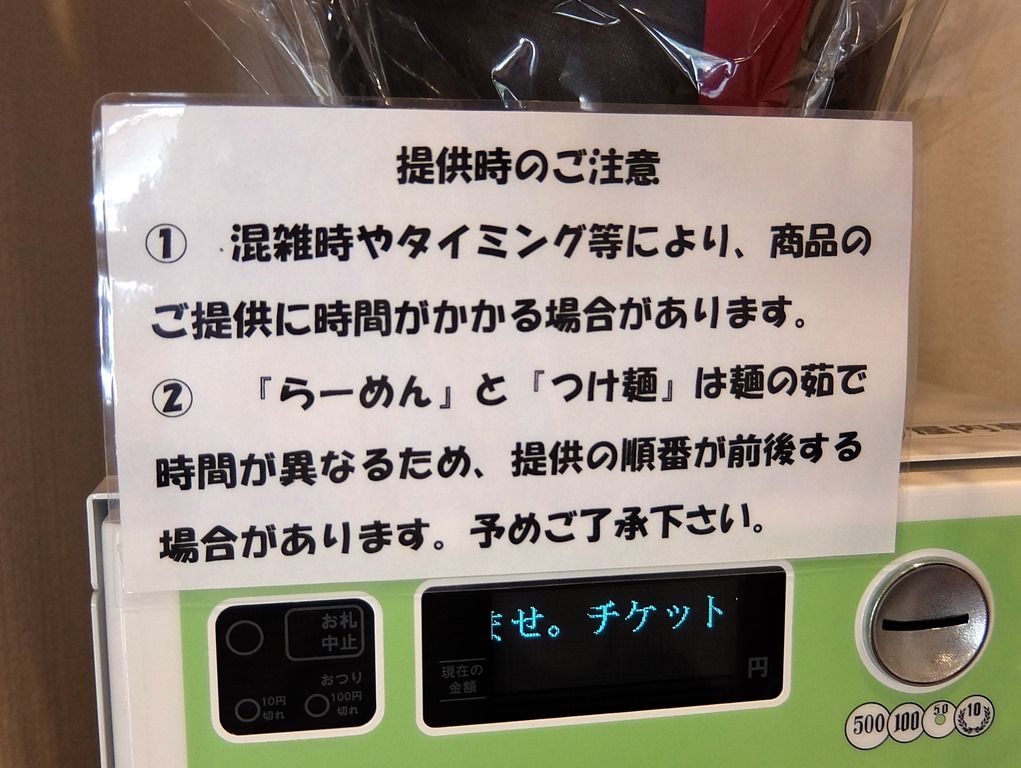 提供時のご注意
① 混雑時やタイミング等により、商品の
ご提供に時間がかかる場合があります。
② 『らーめん』と『つけ麺』は麺の茹で
時間が異なるため、提供の順番が前後する
場合があります。予めご了承下さい。
お札
中止
おつり
10円
切れ
100円
切れ
ませ。チケット
現在の
金額
円
500 100 50 10